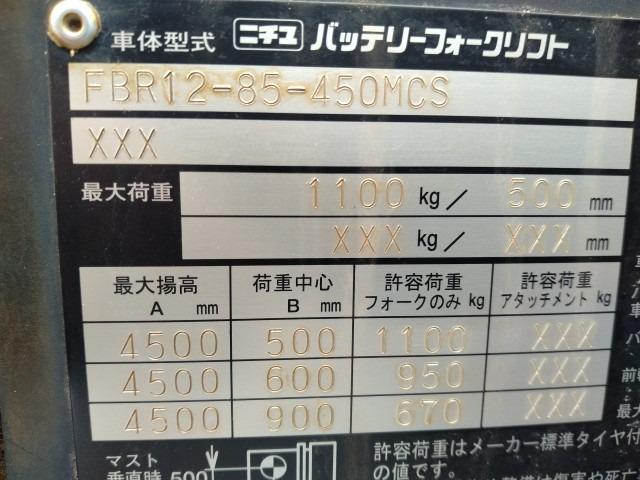 車体型式 ニチユ バッテリーフォークリフト
FBR12-85-450MCS
XXX
最大荷重 1100 kg／ 500 mm
XXX kg／ XXX mm
最大揚高 荷重中心 許容荷重 許容荷重
A mm B mm フォークのみ kg アタッチメント kg
4500 500 1100 XXX
4500 600 950 XXX
4500 900 670 XXX
許容荷重はメーカー標準タイヤ付
マスト の値です。
垂直時 500